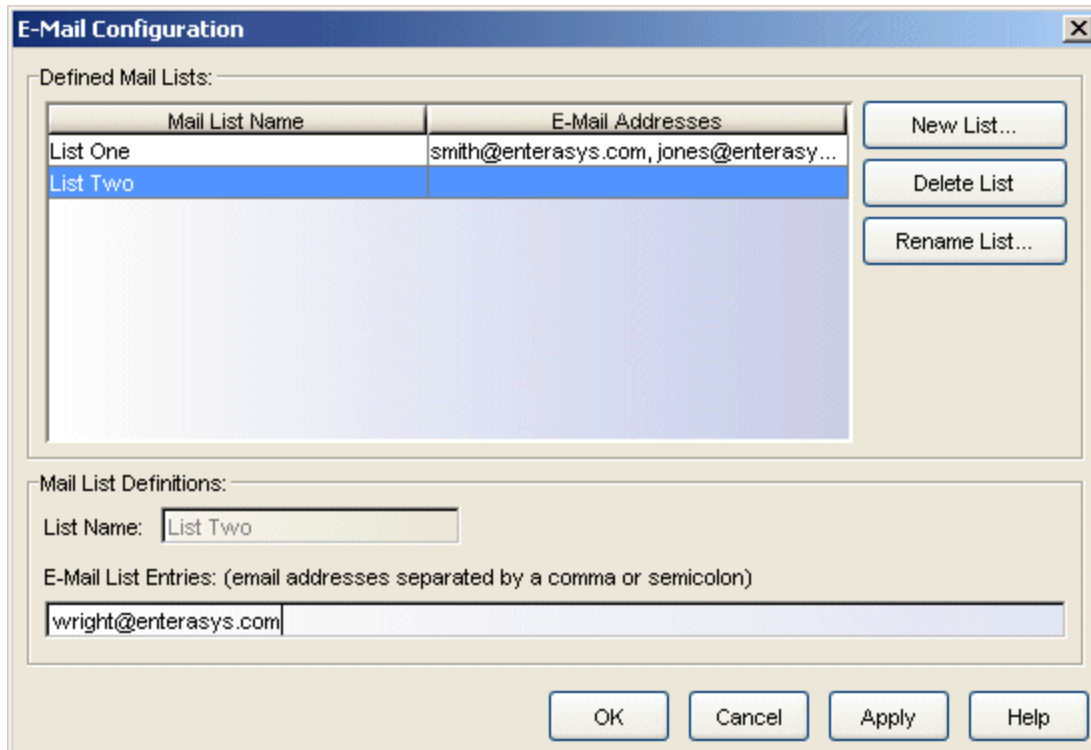 E-Mail Configuration
Defined Mail Lists:
Mail List Name E-Mail Addresses
List One smith@enterasys.com, jones@enterasy...
List Two
New List...
Delete List
Rename List...
Mail List Definitions:
List Name: List Two
E-Mail List Entries: (email addresses separated by a comma or semicolon)
wright@enterasys.com
OK Cancel Apply Help